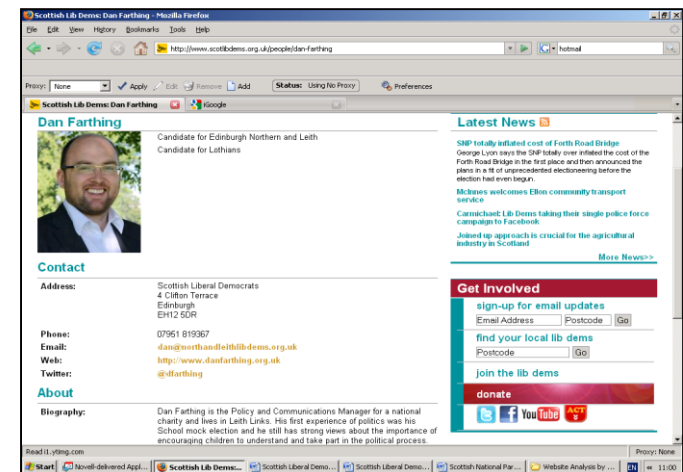 Scottish Lib Dems: Dan Farthing - Mozilla Firefox
File Edit View History Bookmarks Tools Help
http://www.scotlibdems.org.uk/people/dan-farthing
hotmail
Proxy: None Apply Edit Remove Add Status: Using No Proxy Preferences
Scottish Lib Dems: Dan Farthing iGoogle
Dan Farthing
Candidate for Edinburgh Northern and Leith
Candidate for Lothians
Contact
Address: Scottish Liberal Democrats
4 Clifton Terrace
Edinburgh
EH12 5DR
Phone: 07951 819367
Email: dan@northandleithlibdems.org.uk
Web: http://www.danfarthing.org.uk
Twitter: @dfarthing
About
Biography: Dan Farthing is the Policy and Communications Manager for a national
charity and lives in Leith Links. His first experience of politics was his
School mock election and he still has strong views about the importance of
encouraging children to understand and take part in the political process.
Latest News
SNP totally inflated cost of Forth Road Bridge
George Lyon says the SNP totally over inflated the cost of the
Forth Road Bridge in the first place and then announced the
plans in a fit of unprecedented electioneering before the
election had even begun.
McInnes welcomes Ellon community transport
service
Carmichael: Lib Dems taking their single police force
campaign to Facebook
Joined up approach is crucial for the agricultural
industry in Scotland
More News>>
Get Involved
sign-up for email updates
Email Address Postcode Go
find your local lib dems
Postcode Go
join the lib dems
donate
YouTube ACT
Read i1.ytimg.com Proxy: None
Start Novell-delivered Appl... Scottish Lib Dems:... Scottish Liberal Demo... Scottish Liberal Demo... Scottish National Par... Website Analysis by ... EN 11:00